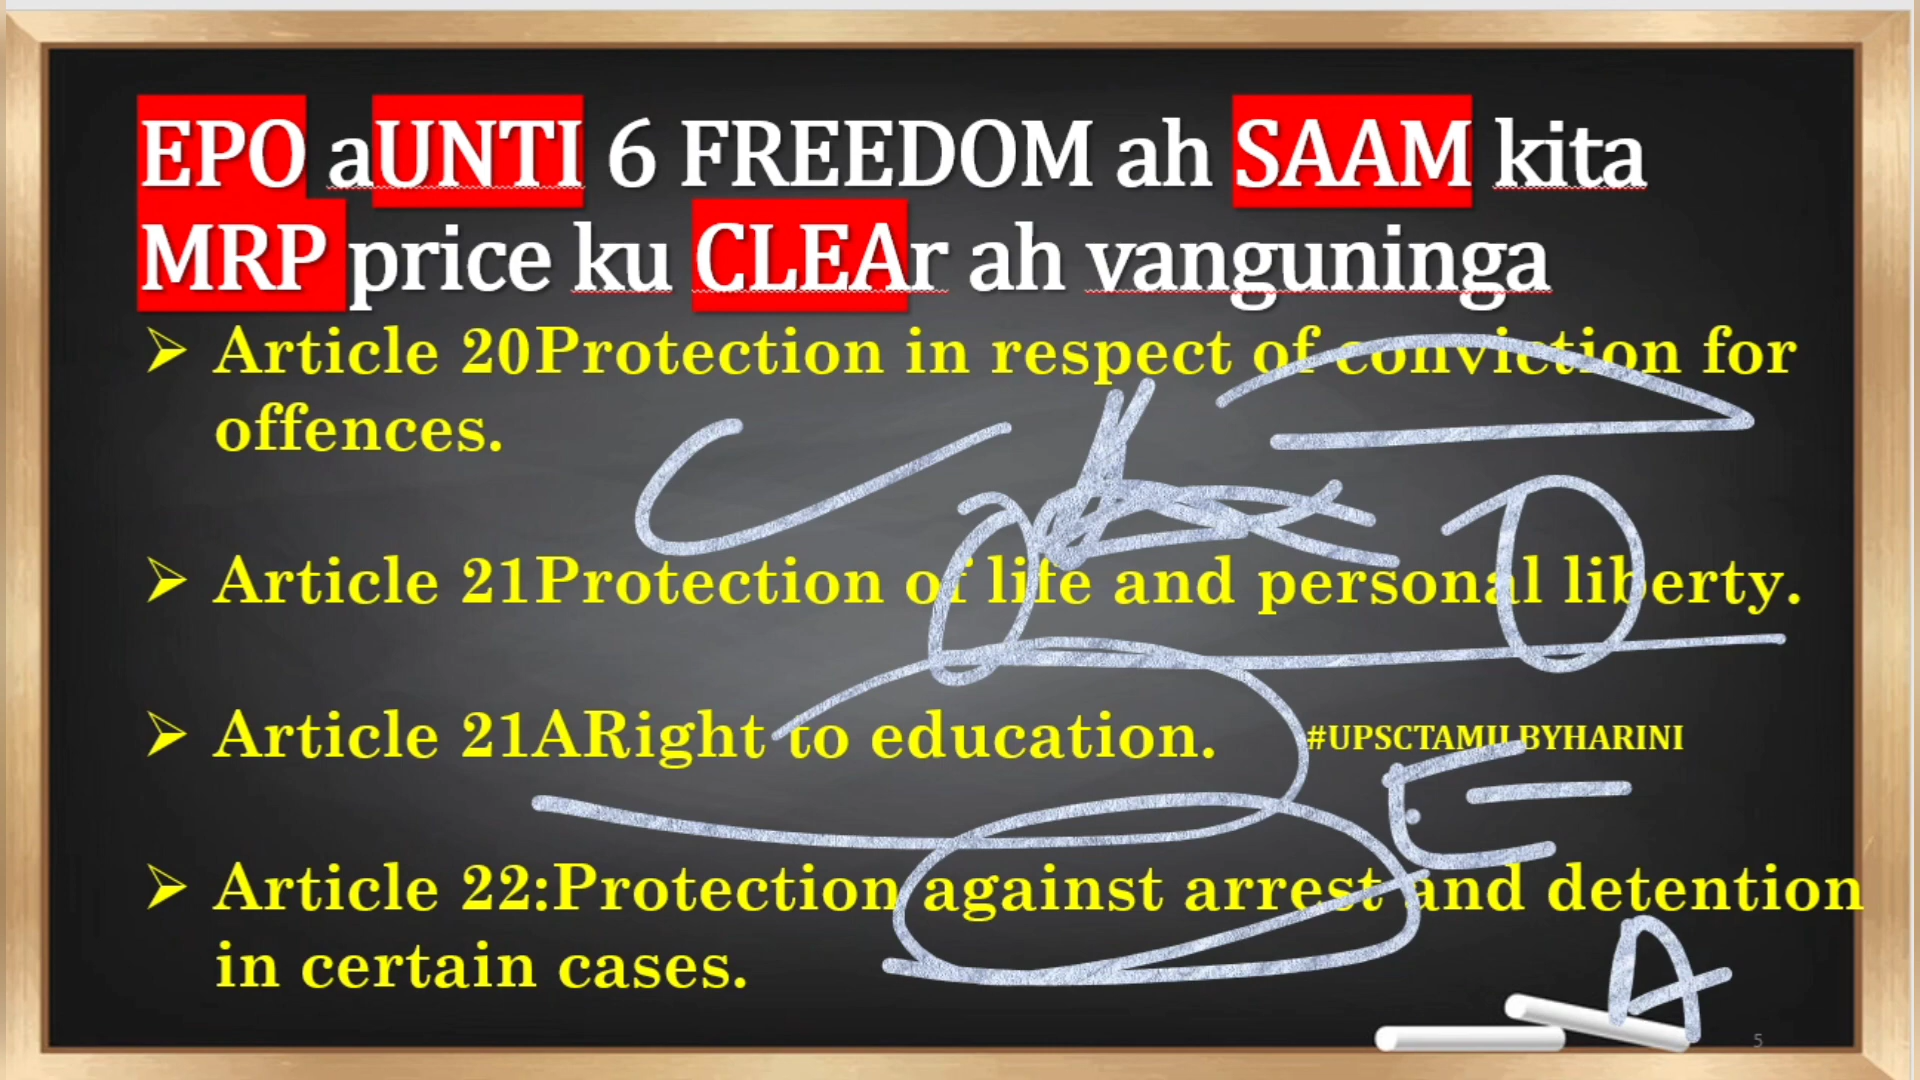 EPO aUNTI 6 FREEDOM ah SAAM kita
MRP price ku CLEAr ah vanguninga
➢ Article 20Protection in respect of conviction for
offences.
➢ Article 21Protection of life and personal liberty.
➢ Article 21ARight to education.
#UPSCTAMILBYHARINI
➢ Article 22:Protection against arrest and detention
in certain cases.
C
L
E
A
5